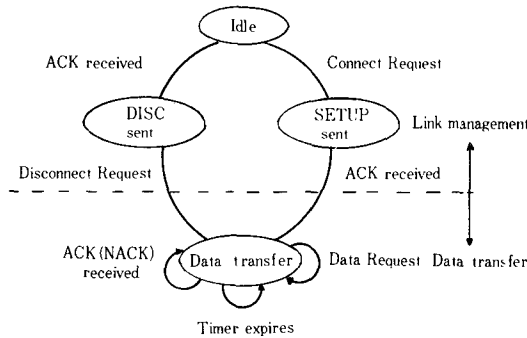 Idle
ACK received
Connect Request
DISC
sent
SETUP
sent
Link management
Disconnect Request
ACK received
ACK(NACK)
received
Data transfer
Data Request
Data transfer
Timer expires